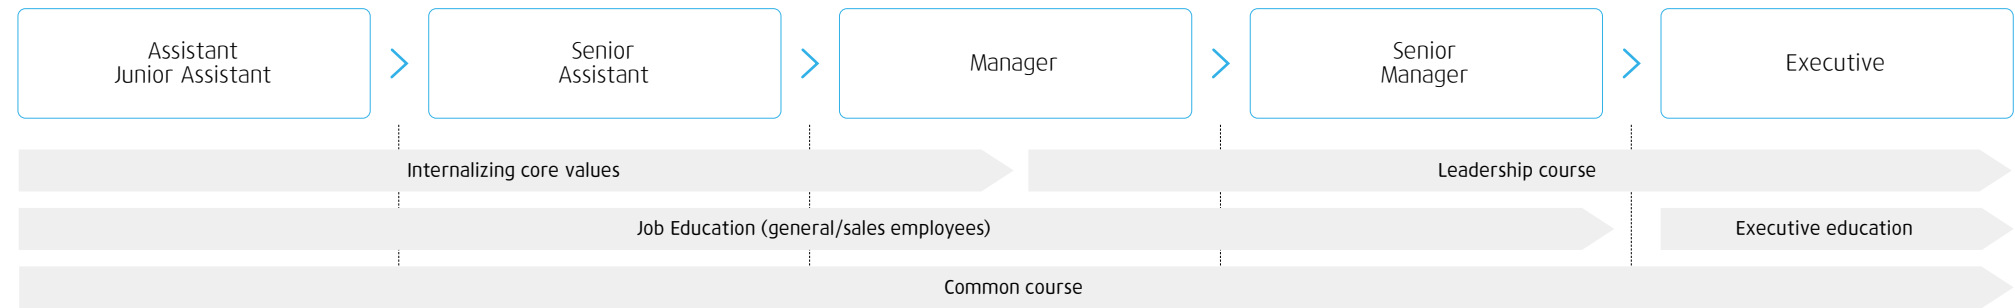 Assistant
Junior Assistant
Senior
Assistant
Manager
Senior
Manager
Executive
Internalizing core values
Leadership course
Job Education (general/sales employees)
Executive education
Common course